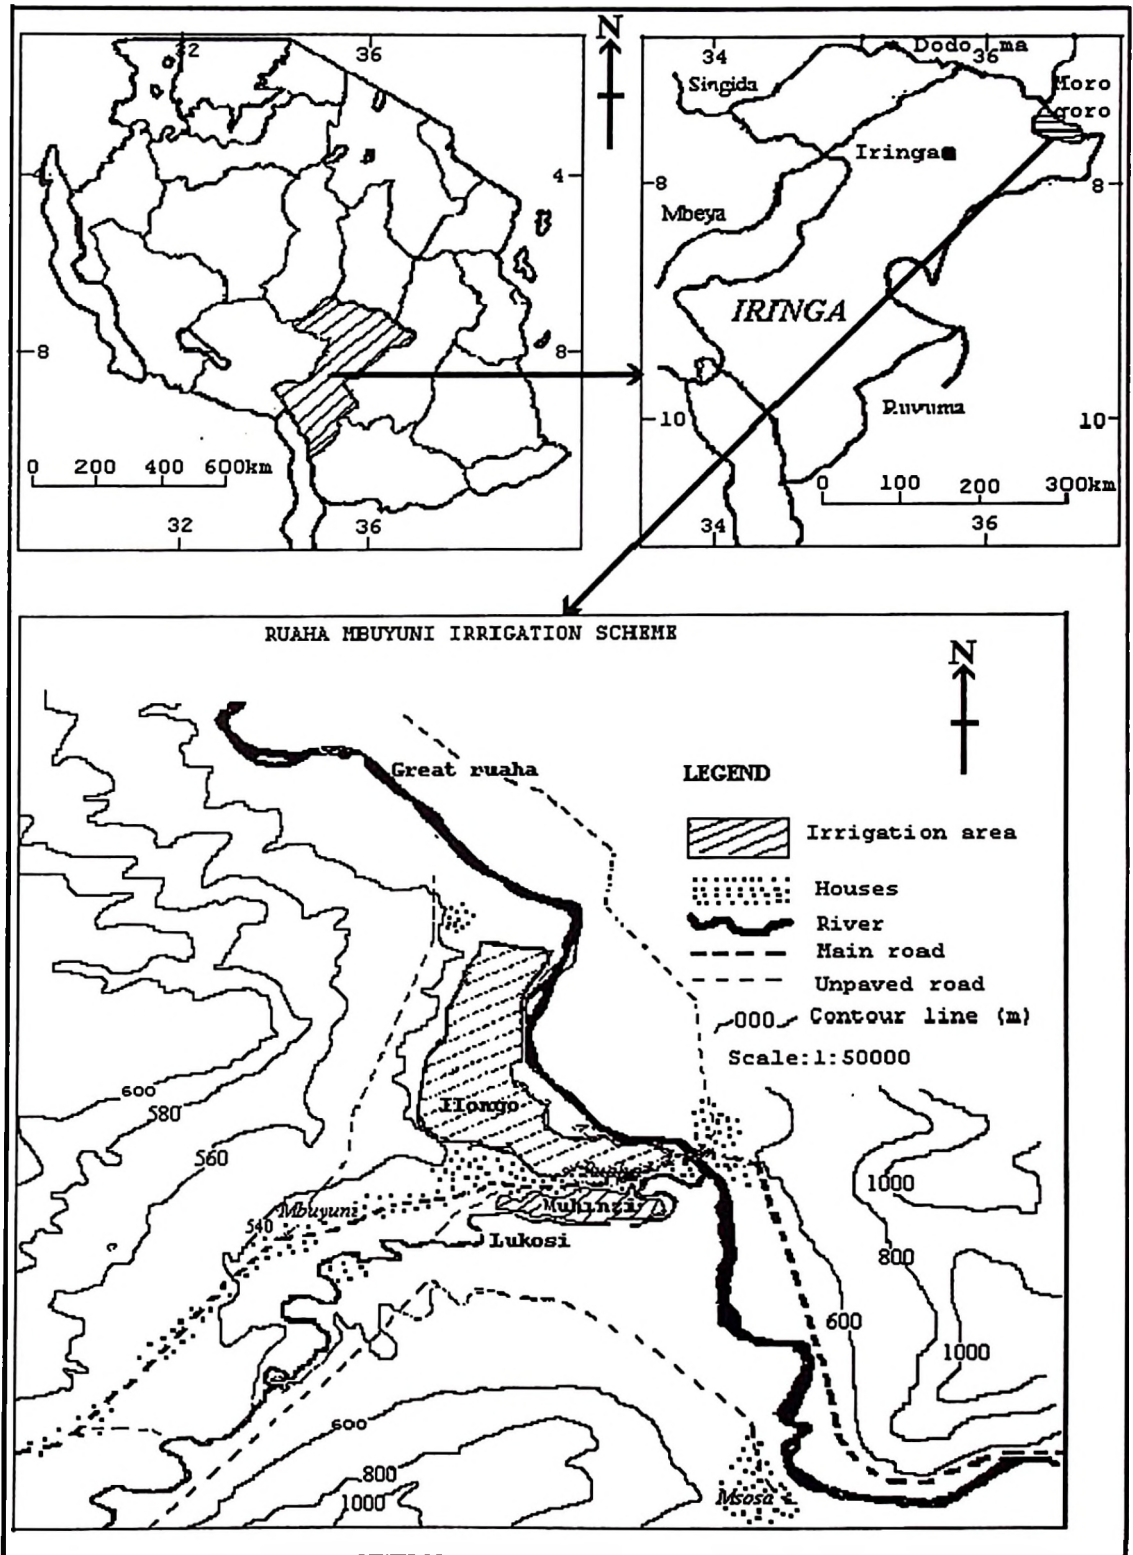 32
36
N
4
4
8
8
0 200 400 600km
32
36
34
36
Dodo ma
Singida
Moro
goro
Iringa
8
8
Mbeya
IRINGA
Ruvuma
10
10
0 100 200 300km
34
36
RUAHA MBUYUNI IRRIGATION SCHEME
N
Great ruaha
LEGEND
Irrigation area
Houses
River
Main road
Unpaved road
000 Contour line (m)
Scale:1:50000
600
580
Ilongo
560
1000
Mbuyuni
Muhinzi
540
Lukosi
800
600
1000
600
800
1000
Msosa